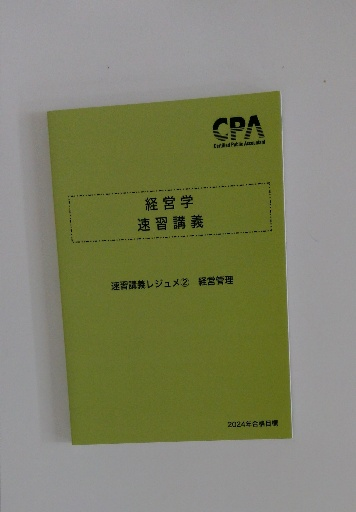 CPA
Certified Public Accountant
経営学
速習講義
速習講義レジュメ② 経営管理
2024年合格目標